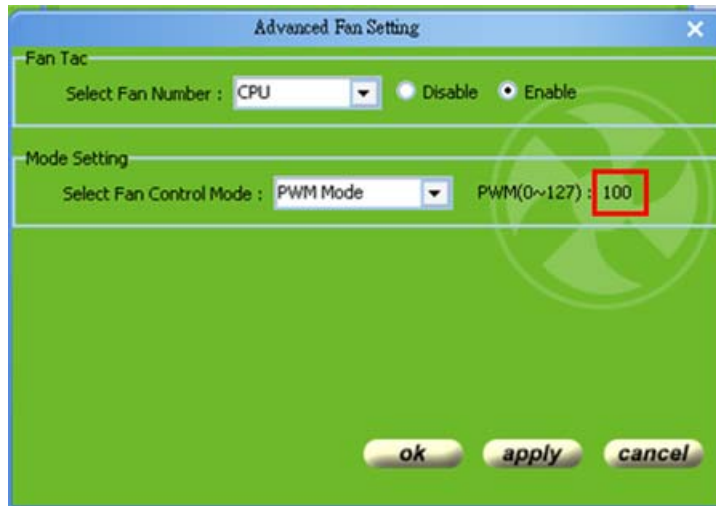 Advanced Fan Setting
Fan Tac
Select Fan Number : CPU Disable Enable
Mode Setting
Select Fan Control Mode : PWM Mode PWM(0~127) : 100
ok apply cancel